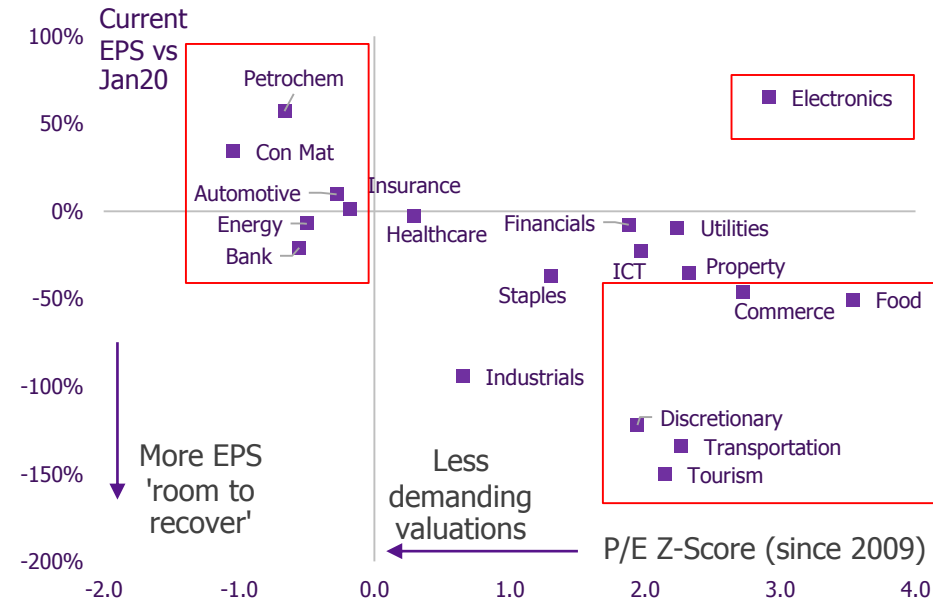 Current
EPS vs
Jan20
100%
50%
0%
-50%
-100%
-150%
-200%
Petrochem
Electronics
Con Mat
Automotive
Insurance
Energy
Healthcare
Financials
Utilities
Bank
ICT
Property
Staples
Commerce
Food
Industrials
Discretionary
Transportation
Tourism
More EPS
'room to
recover'
Less
demanding
valuations
P/E Z-Score (since 2009)
-2.0 -1.0 0.0 1.0 2.0 3.0 4.0